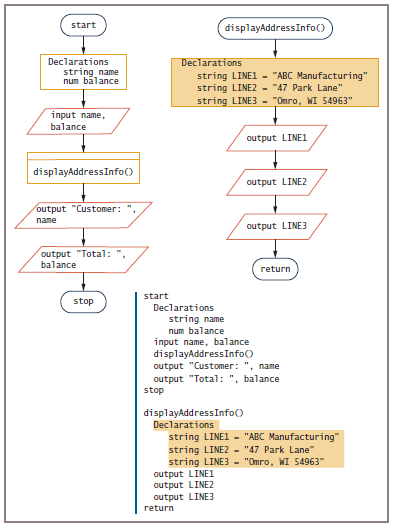 start
Declarations
string name
num balance
input name,
balance
displayAddressInfo()
output "Customer: ",
name
output "Total: ",
balance
stop
displayAddressInfo()
Declarations
string LINE1 = "ABC Manufacturing"
string LINE2 = "47 Park Lane"
string LINE3 = "Omro, WI 54963"
output LINE1
output LINE2
output LINE3
return
start
Declarations
string name
num balance
input name, balance
displayAddressInfo()
output "Customer: ", name
output "Total: ", balance
stop
displayAddressInfo()
Declarations
string LINE1 = "ABC Manufacturing"
string LINE2 = "47 Park Lane"
string LINE3 = "Omro, WI 54963"
output LINE1
output LINE2
output LINE3
return